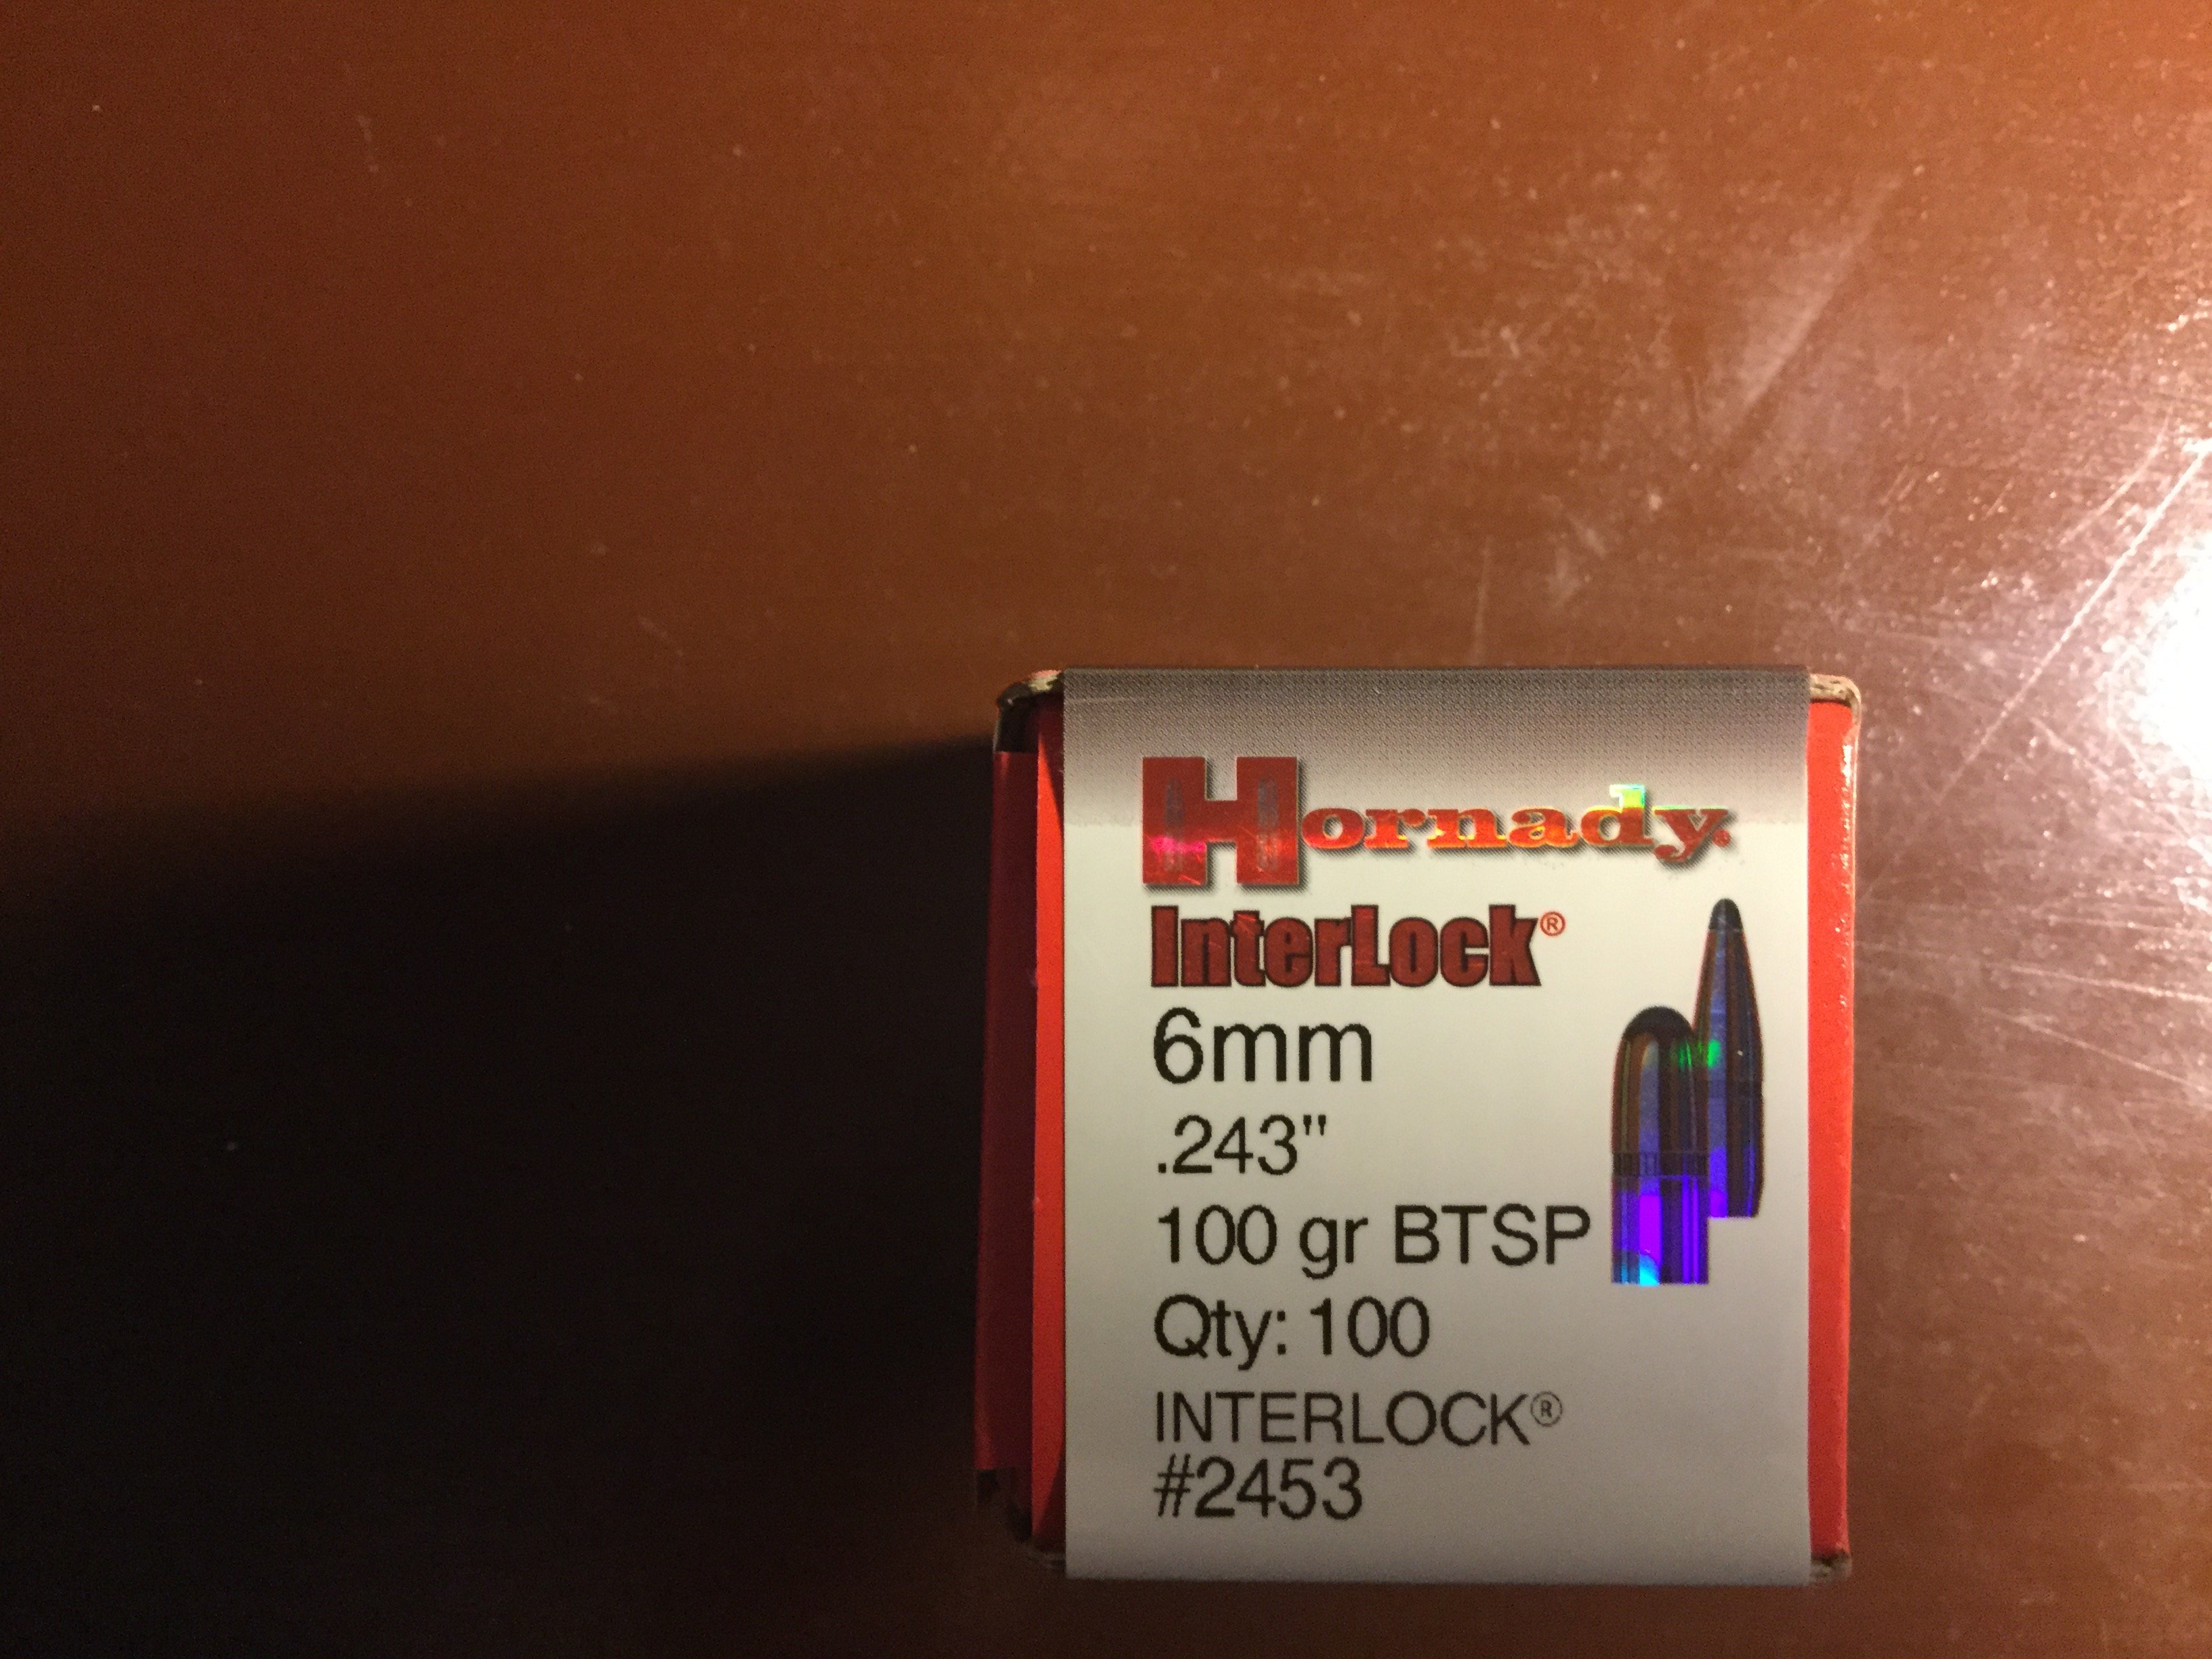 Hornady®
InterLock®
6mm
.243"
100 gr BTSP
Qty: 100
INTERLOCK®
#2453